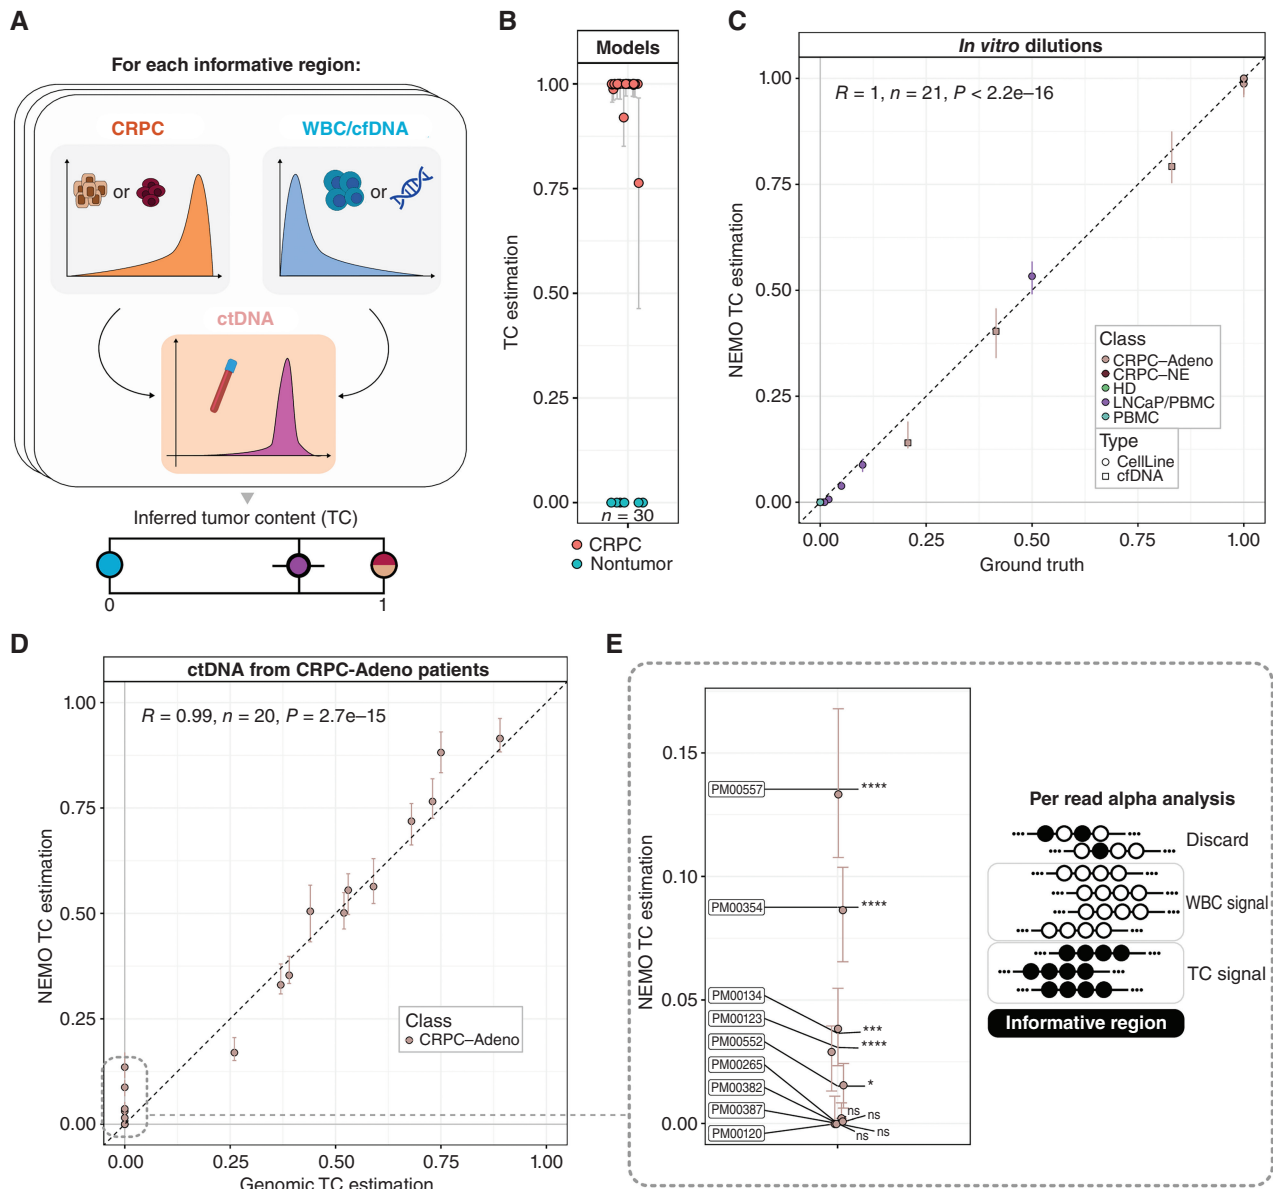 A
For each informative region:
CRPC
or
WBC/cfDNA
or
ctDNA
Inferred tumor content (TC)
0
1
B
Models
TC estimation
1.00
0.75
0.50
0.25
0.00
n = 30
CRPC
Nontumor
C
In vitro dilutions
R = 1, n = 21, P < 2.2e–16
NEMO TC estimation
1.00
0.75
0.50
0.25
0.00
Class
CRPC–Adeno
CRPC–NE
HD
LNCaP/PBMC
PBMC
Type
CellLine
cfDNA
0.00
0.25
0.50
0.75
1.00
Ground truth
D
ctDNA from CRPC-Adeno patients
R = 0.99, n = 20, P = 2.7e–15
NEMO TC estimation
1.00
0.75
0.50
0.25
0.00
Class
CRPC–Adeno
0.00
0.25
0.50
0.75
1.00
Genomic TC estimation
E
NEMO TC estimation
0.15
0.10
0.05
0.00
PM00557
****
PM00354
****
PM00134
***
PM00123
****
PM00552
*
PM00265
ns
PM00382
ns
PM00387
ns
PM00120
ns
Per read alpha analysis
Discard
WBC signal
TC signal
Informative region